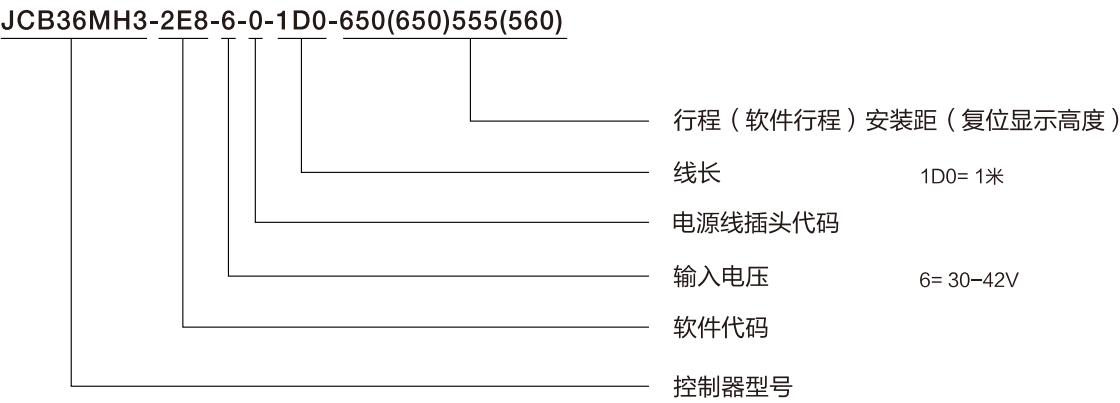 JCB36MH3-2E8-6-0-1D0-650(650)555(560)
行程（软件行程）安装距（复位显示高度）
线长 1D0= 1米
电源线插头代码
输入电压 6= 30-42V
软件代码
控制器型号